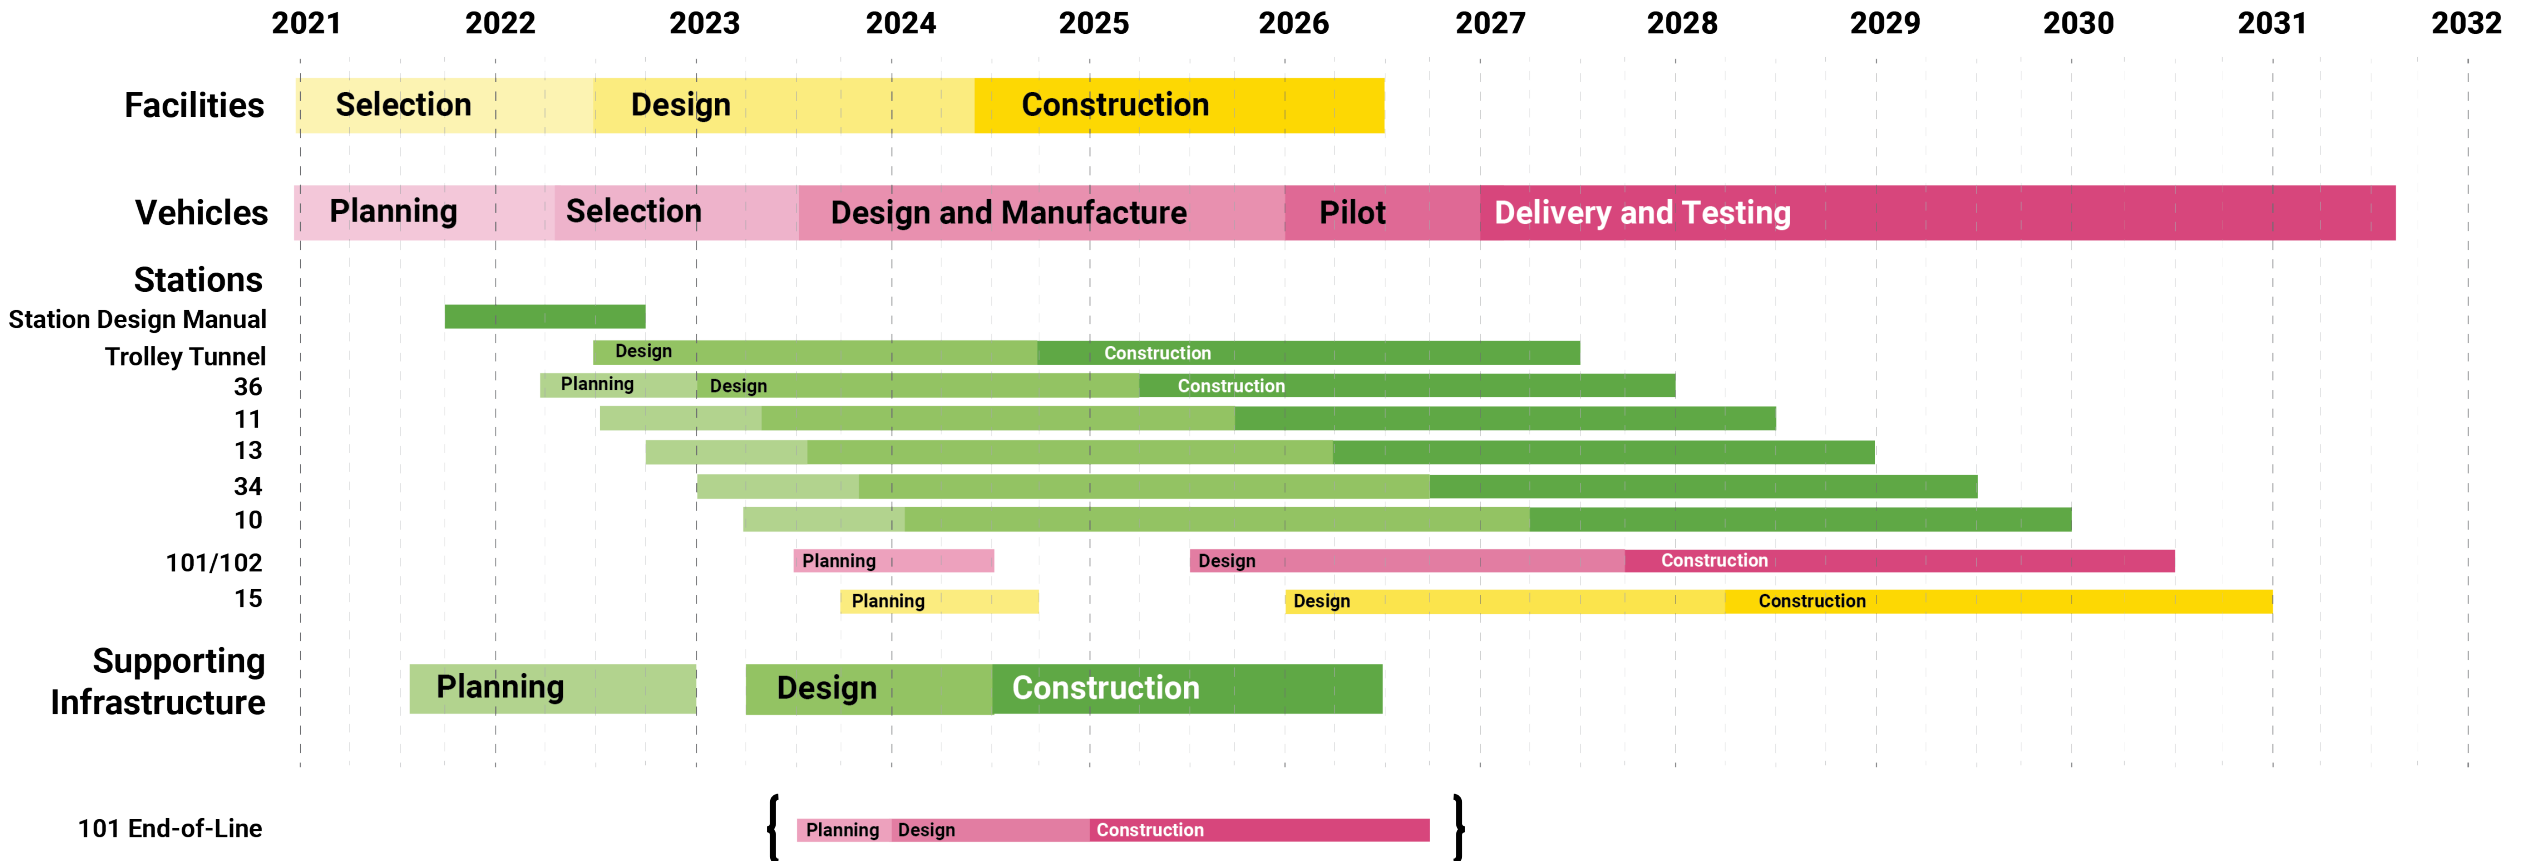 2021 2022 2023 2024 2025 2026 2027 2028 2029 2030 2031 2032
Facilities Selection Design Construction
Vehicles Planning Selection Design and Manufacture Pilot Delivery and Testing
Stations
Station Design Manual
Trolley Tunnel Design Construction
36 Planning Design Construction
11
13
34
10
101/102 Planning Design Construction
15 Planning Design Construction
Supporting
Infrastructure Planning Design Construction
101 End-of-Line { Planning Design Construction }